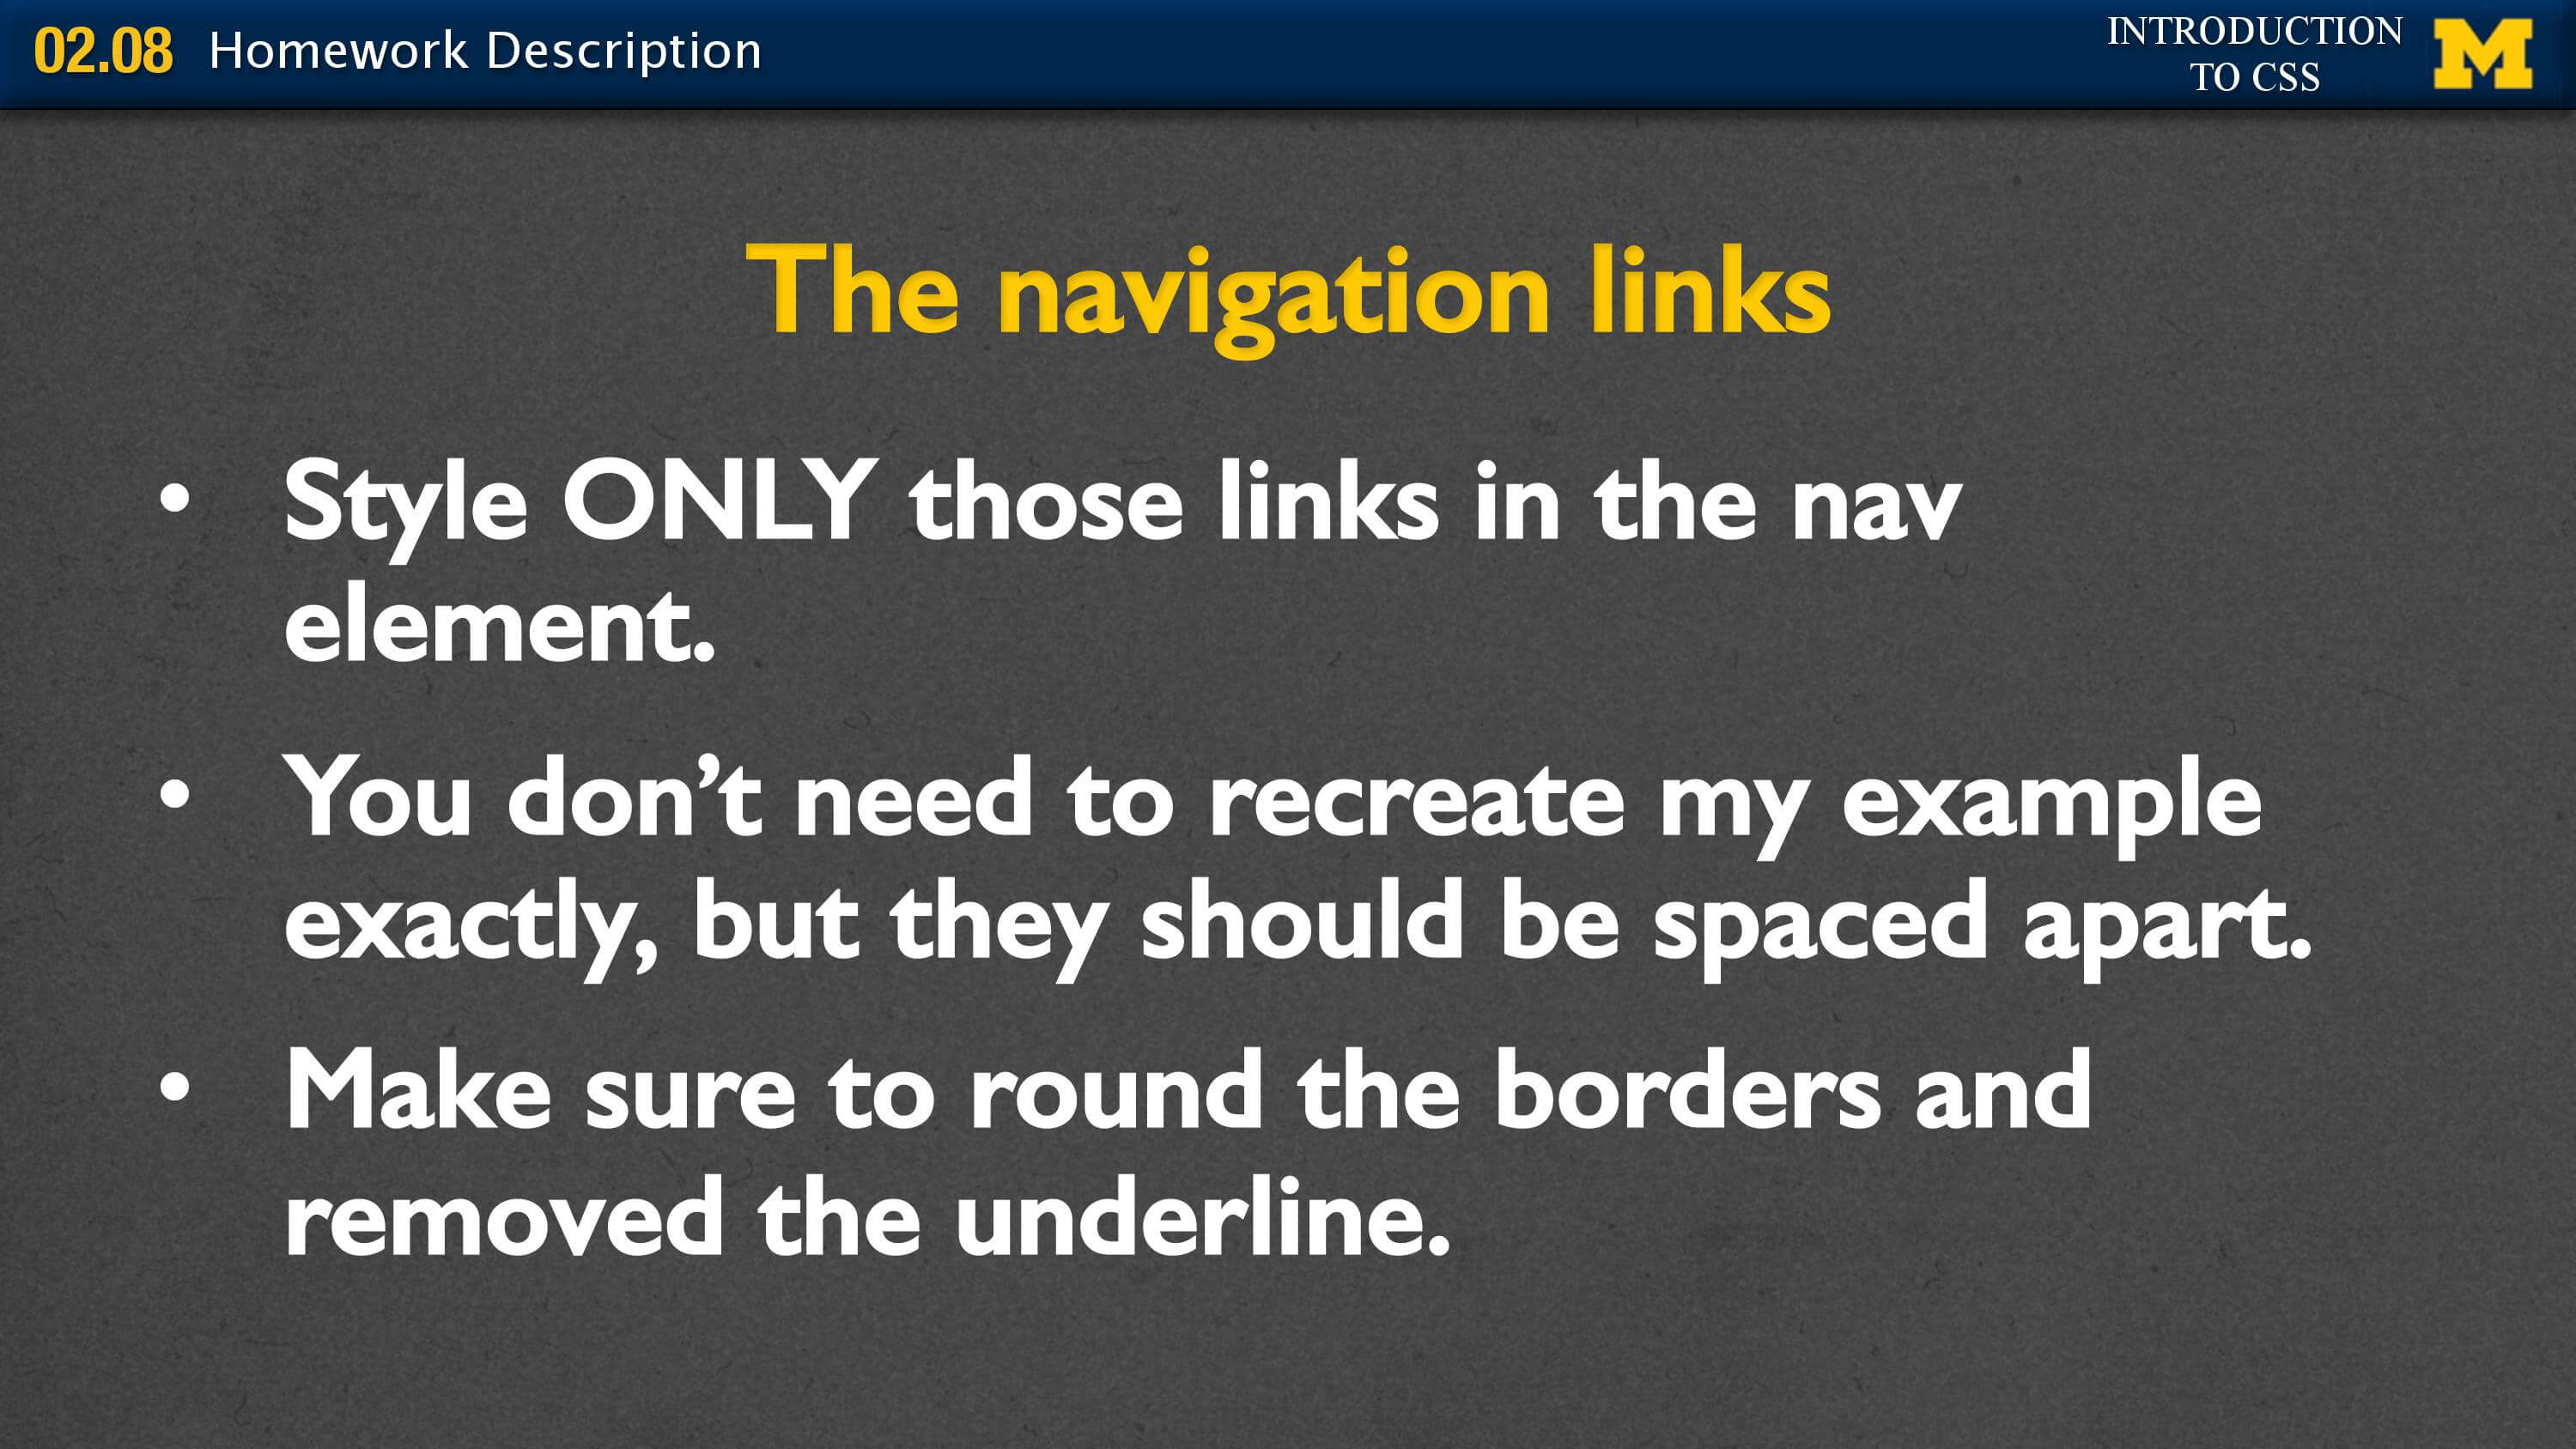 02.08 Homework Description
INTRODUCTION
TO CSS
M
The navigation links
• Style ONLY those links in the nav
element.
• You don’t need to recreate my example
exactly, but they should be spaced apart.
• Make sure to round the borders and
removed the underline.